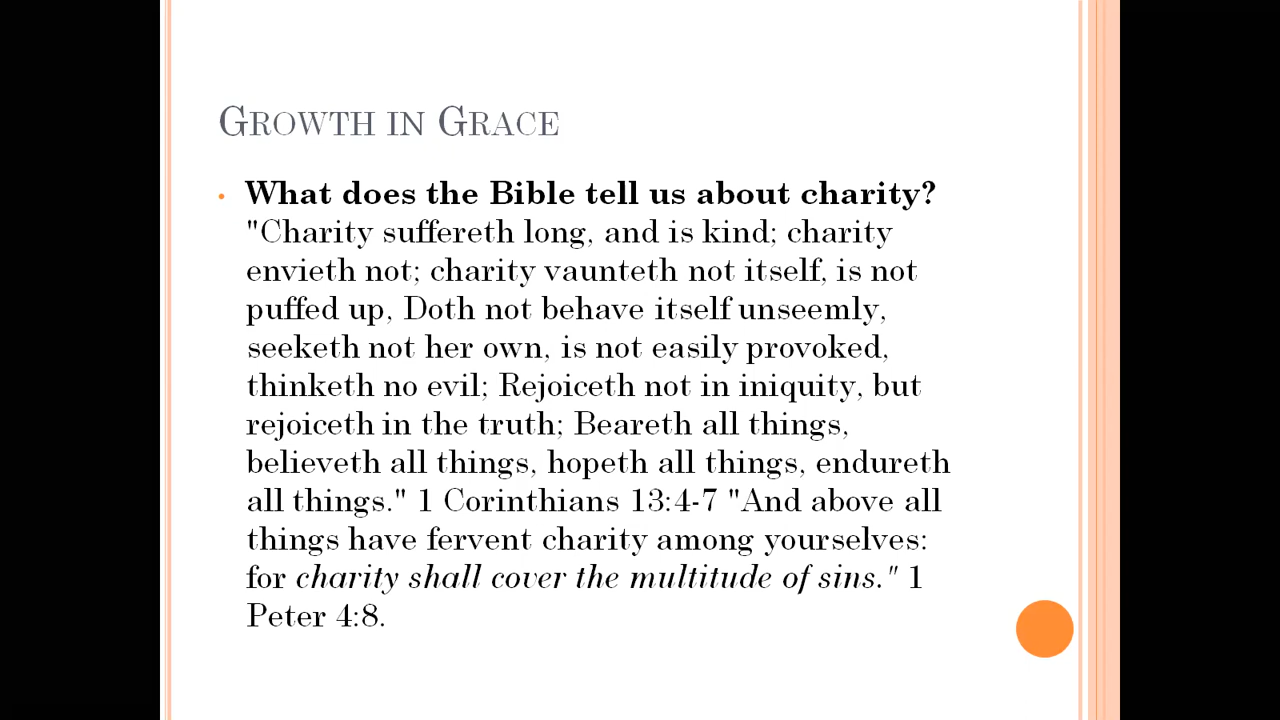 Growth in Grace
• What does the Bible tell us about charity?
"Charity suffereth long, and is kind; charity
envieth not; charity vaunteth not itself, is not
puffed up, Doth not behave itself unseemly,
seeketh not her own, is not easily provoked,
thinketh no evil; Rejoiceth not in iniquity, but
rejoiceth in the truth; Beareth all things,
believeth all things, hopeth all things, endureth
all things." 1 Corinthians 13:4-7 "And above all
things have fervent charity among yourselves:
for charity shall cover the multitude of sins." 1
Peter 4:8.